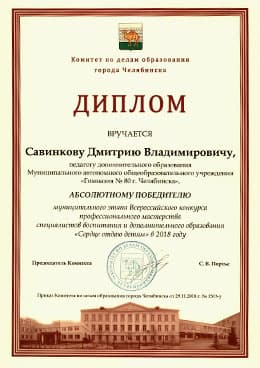 Комитет по делам образования
города Челябинска
ДИПЛОМ
ВРУЧАЕТСЯ
Савинкову Дмитрию Владимировичу,
педагогу дополнительного образования
Муниципального автономного общеобразовательного учреждения
«Гимназия № 80 г. Челябинска»,
АБСОЛЮТНОМУ ПОБЕДИТЕЛЮ
муниципального этапа Всероссийского конкурса
профессионального мастерства
специалистов воспитания и дополнительного образования
«Сердце отдаю детям» в 2018 году
Председатель Комитета
С. В. Портье
Приказ Комитета по делам образования города Челябинска от 29.11.2018 г. №